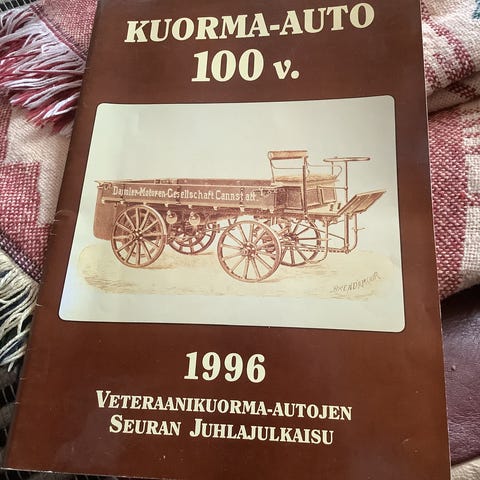 KUORMA-AUTO
100 v.
Daimler-Motoren-Gesellschaft Cannstatt.
1996
VETERAANIKUORMA-AUTOJEN
SEURAN JUHLAJULKAISU